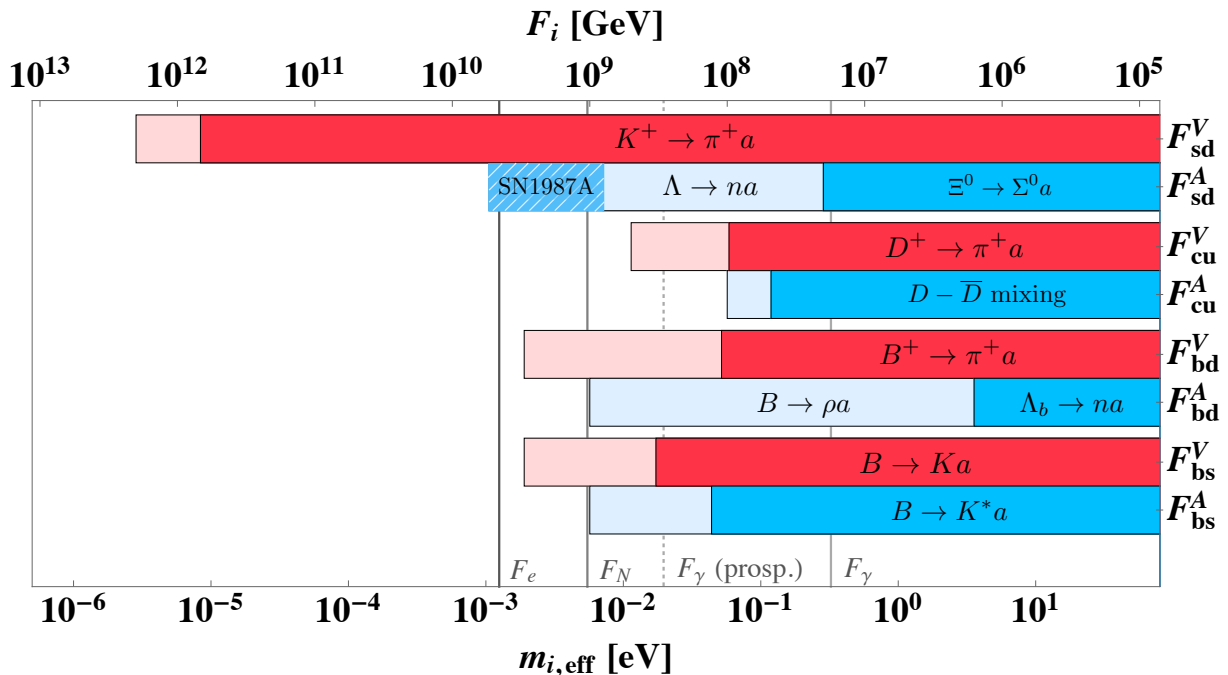 F_i [GeV]
10^13 10^12 10^11 10^10 10^9 10^8 10^7 10^6 10^5
K^+ → π^+ a F^V_sd
SN1987A Λ → na Ξ^0 → Σ^0 a F^A_sd
D^+ → π^+ a F^V_cu
D − D̅ mixing F^A_cu
B^+ → π^+ a F^V_bd
B → ρa Λ_b → na F^A_bd
B → Ka F^V_bs
B → K^* a F^A_bs
F_e F_N F_γ (prosp.) F_γ
10^−6 10^−5 10^−4 10^−3 10^−2 10^−1 10^0 10^1
m_i,eff [eV]